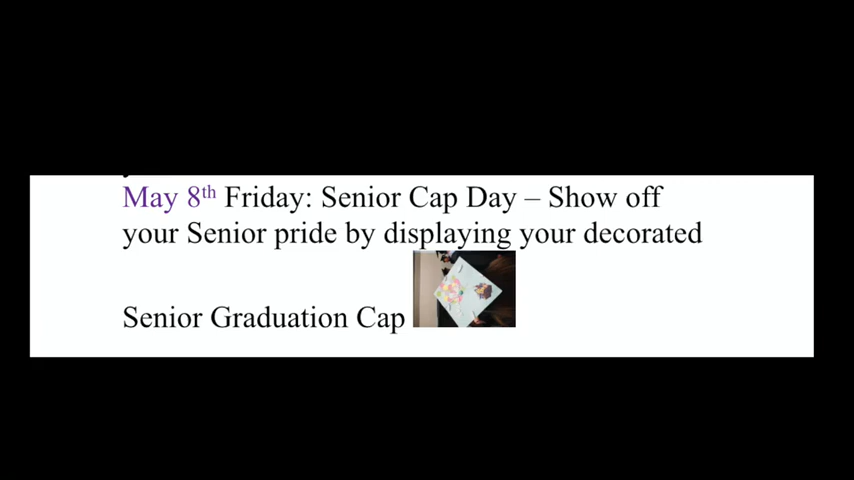 May 8th Friday: Senior Cap Day – Show off
your Senior pride by displaying your decorated
Senior Graduation Cap